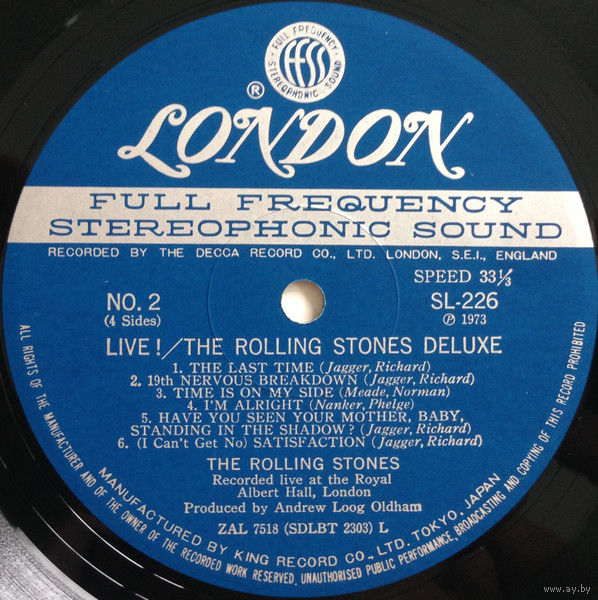 FULL FREQUENCY
STEREOPHONIC SOUND
FFSS
®
LONDON
FULL FREQUENCY
STEREOPHONIC SOUND
RECORDED BY THE DECCA RECORD CO., LTD. LONDON, S.E.I., ENGLAND
SPEED 33⅓
NO. 2
(4 Sides)
SL-226
℗ 1973
LIVE!/THE ROLLING STONES DELUXE
1. THE LAST TIME (Jagger, Richard)
2. 19th NERVOUS BREAKDOWN (Jagger, Richard)
3. TIME IS ON MY SIDE (Meade, Norman)
4. I'M ALRIGHT (Nanker, Phelge)
5. HAVE YOU SEEN YOUR MOTHER, BABY,
STANDING IN THE SHADOW? (Jagger, Richard)
6. (I Can't Get No) SATISFACTION (Jagger, Richard)
THE ROLLING STONES
Recorded live at the Royal
Albert Hall, London
Produced by Andrew Loog Oldham
ZAL 7518 (SDLBT 2303) L
MANUFACTURED BY KING RECORD CO., LTD. TOKYO, JAPAN
ALL RIGHTS OF THE MANUFACTURER AND OF THE OWNER OF THE RECORDED WORK RESERVED. UNAUTHORISED PUBLIC PERFORMANCE, BROADCASTING AND COPYING OF THIS RECORD PROHIBITED
www.ay.by